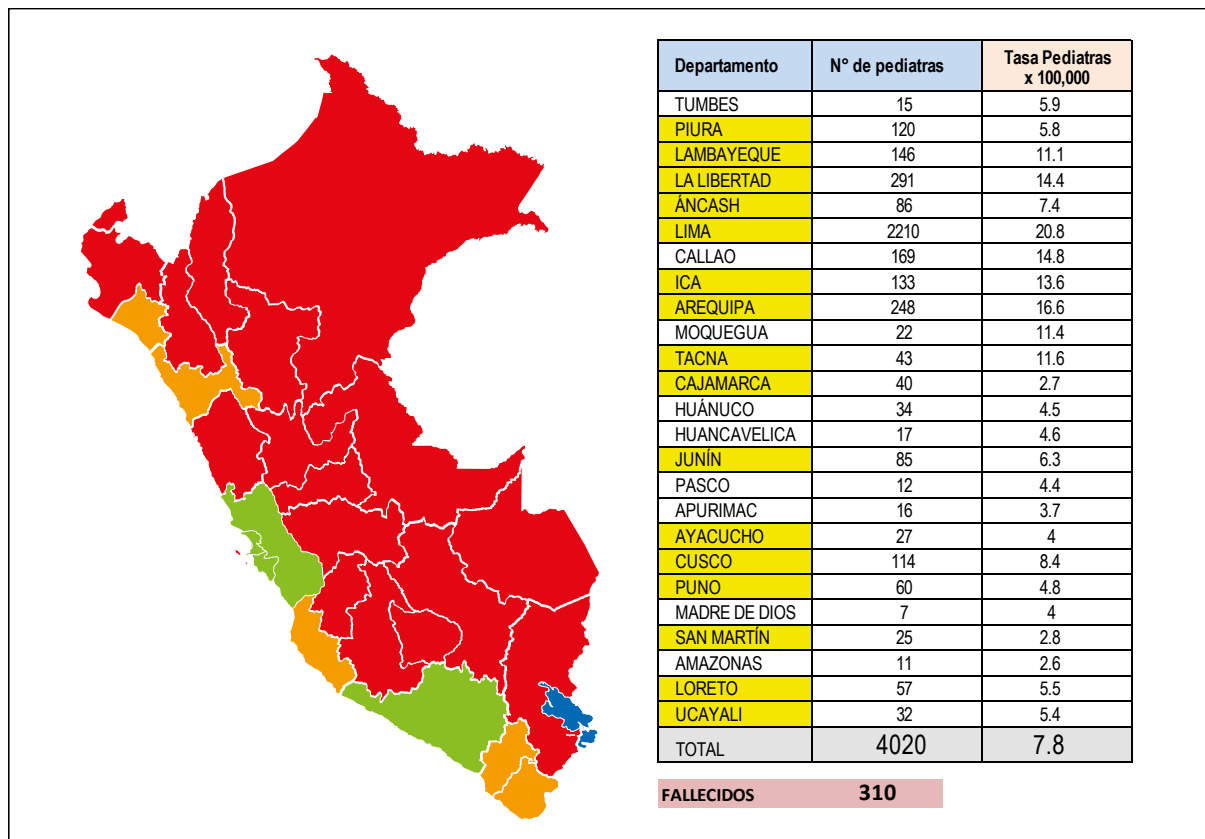 Departamento N° de pediatras Tasa Pediatras x 100,000
TUMBES 15 5.9
PIURA 120 5.8
LAMBAYEQUE 146 11.1
LA LIBERTAD 291 14.4
ÁNCASH 86 7.4
LIMA 2210 20.8
CALLAO 169 14.8
ICA 133 13.6
AREQUIPA 248 16.6
MOQUEGUA 22 11.4
TACNA 43 11.6
CAJAMARCA 40 2.7
HUÁNUCO 34 4.5
HUANCAVELICA 17 4.6
JUNÍN 85 6.3
PASCO 12 4.4
APURIMAC 16 3.7
AYACUCHO 27 4
CUSCO 114 8.4
PUNO 60 4.8
MADRE DE DIOS 7 4
SAN MARTÍN 25 2.8
AMAZONAS 11 2.6
LORETO 57 5.5
UCAYALI 32 5.4
TOTAL 4020 7.8
FALLECIDOS 310